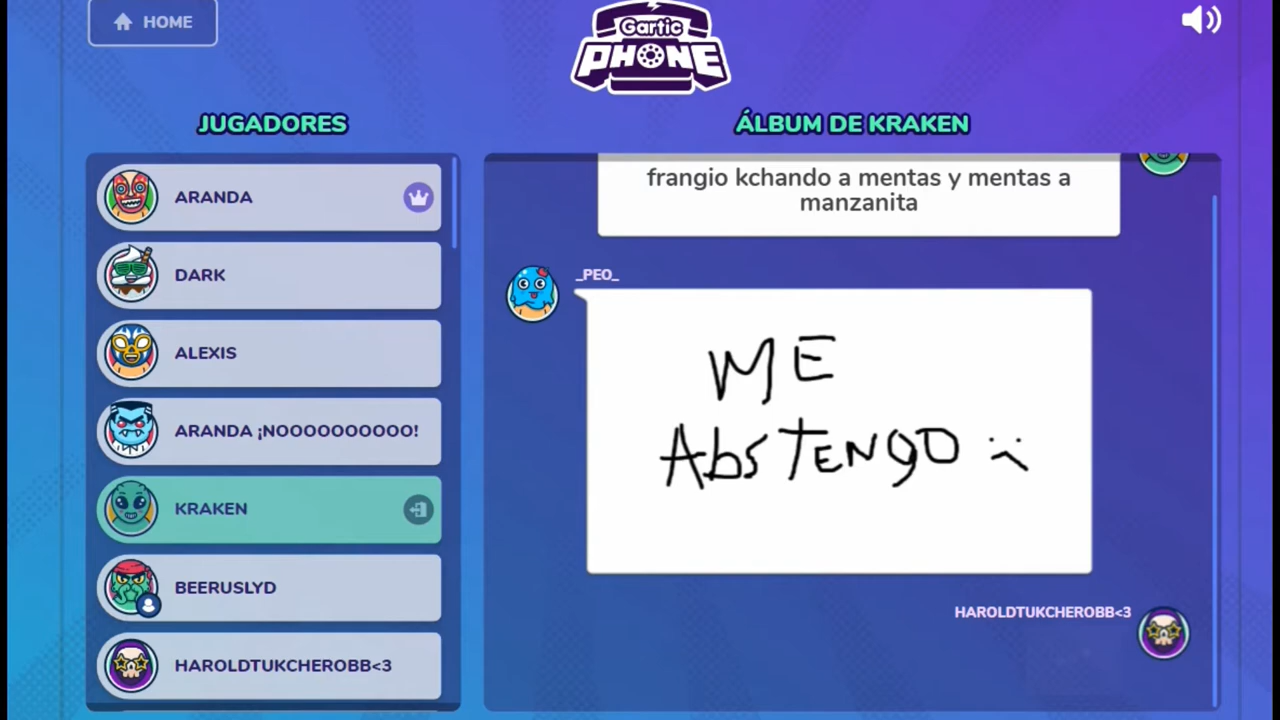 HOME
Gartic
PHONE
JUGADORES
ÁLBUM DE KRAKEN
ARANDA
DARK
ALEXIS
ARANDA ¡NOOOOOOOOOO!
KRAKEN
BEERUSLYD
HAROLDTUKCHEROBB<3
frangio kchando a mentas y mentas a
manzanita
_PEO_
ME
AbSTENGO :(
HAROLDTUKCHEROBB<3